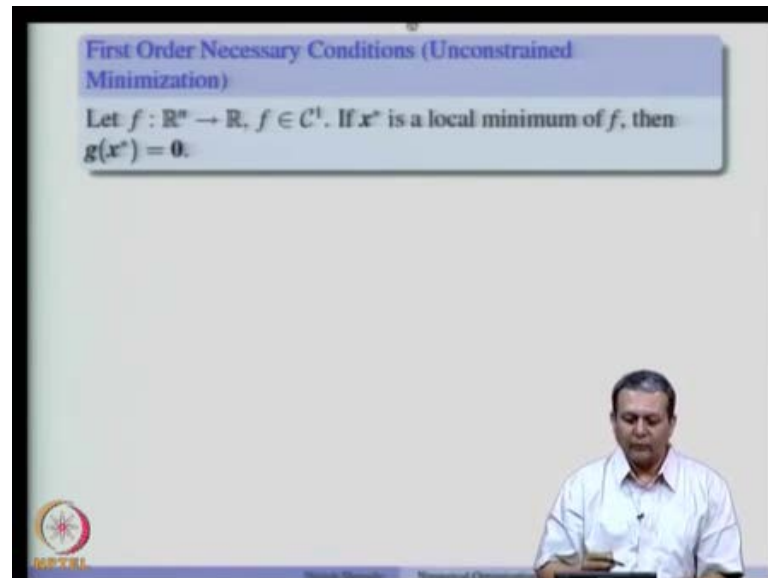 First Order Necessary Conditions (Unconstrained
Minimization)
Let f : ℝⁿ → ℝ, f ∈ 𝒞¹. If x* is a local minimum of f, then
g(x*) = 0.
NPTEL